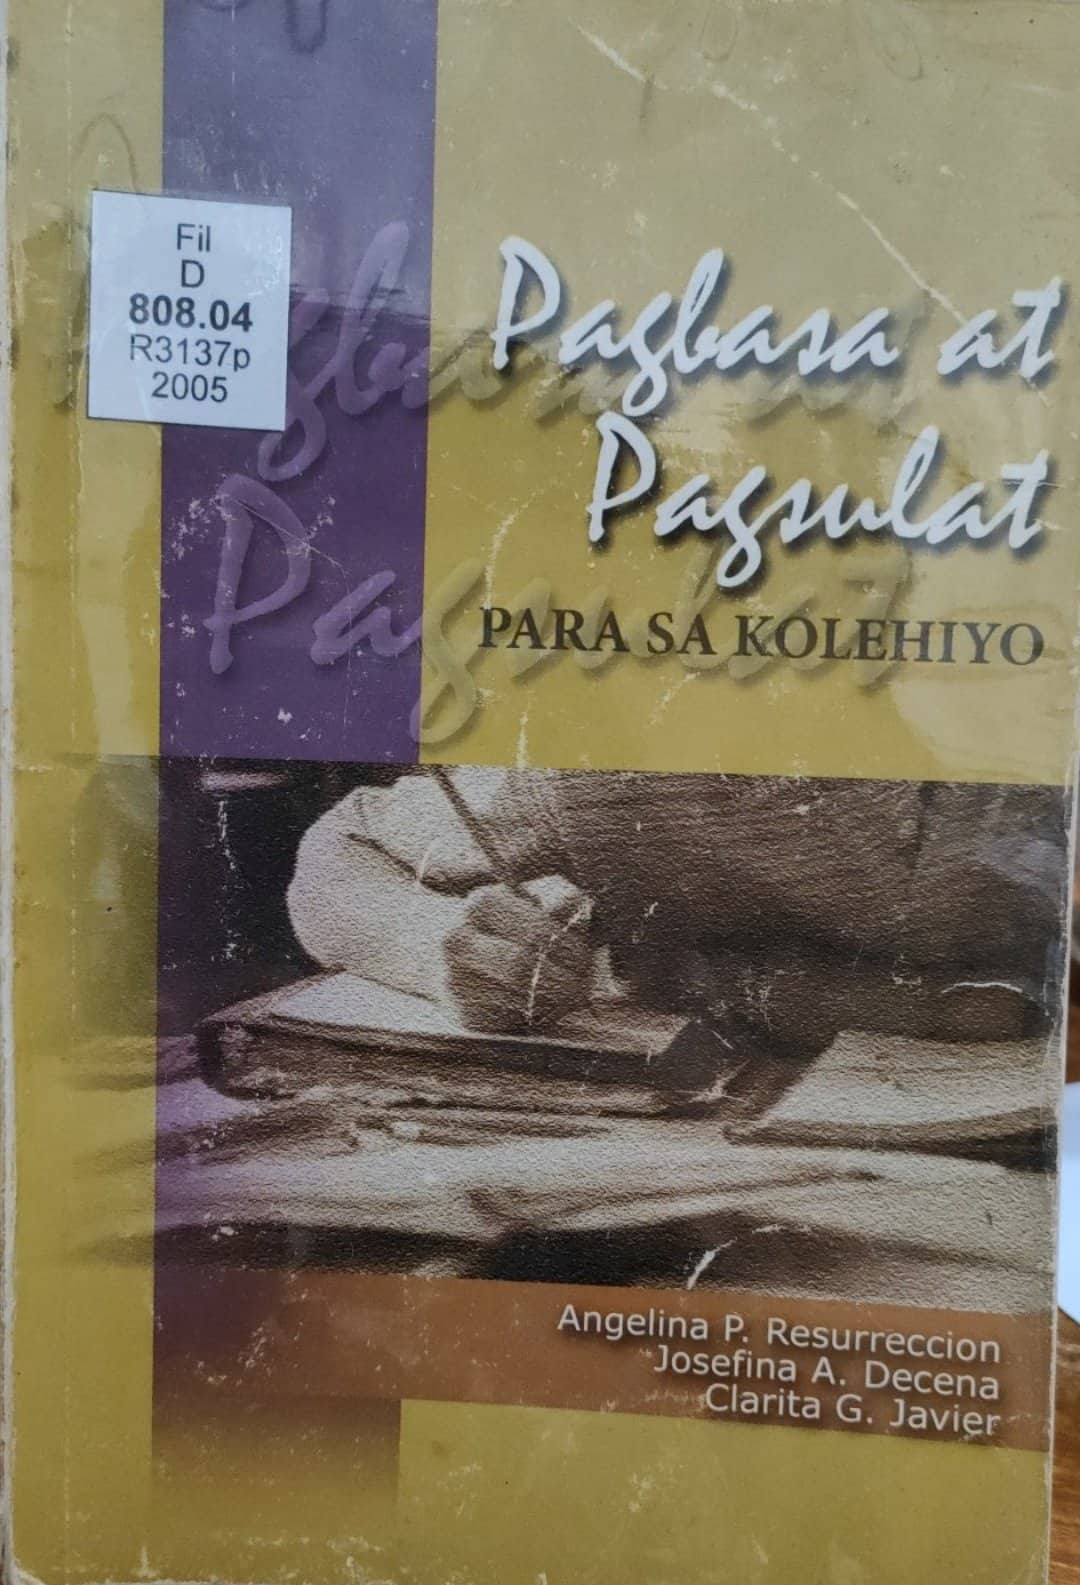 Fil
D
808.04
R3137p
2005
Pagbasa at
Pagsulat
PARA SA KOLEHIYO
Angelina P. Resurreccion
Josefina A. Decena
Clarita G. Javier